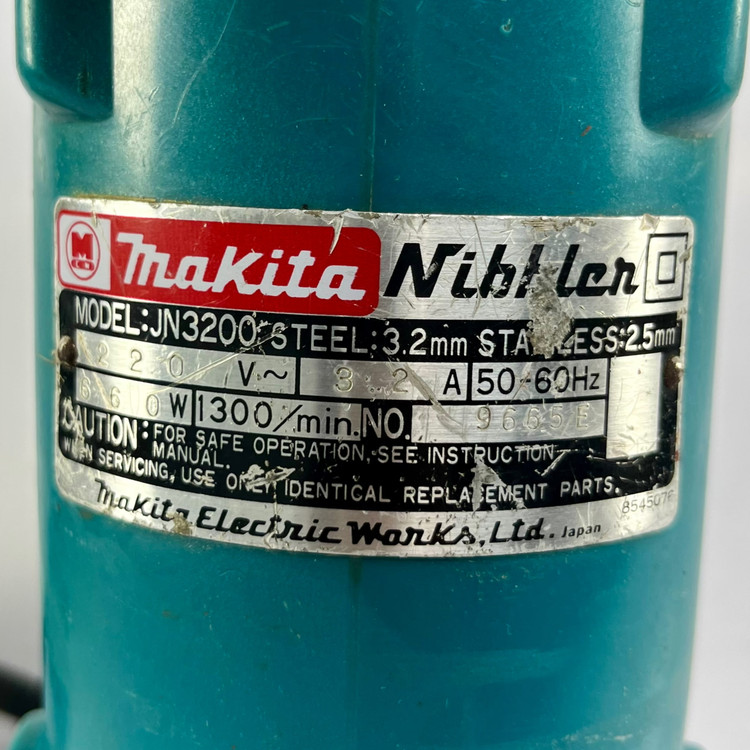 M
Makita Nibbler
MODEL:JN3200 STEEL:3.2mm STAINLESS:2.5mm
220 V~ 3.2 A 50-60Hz
660 W 1300/min. NO. 9665E
CAUTION: FOR SAFE OPERATION, SEE INSTRUCTION
MANUAL.
WHEN SERVICING, USE ONLY IDENTICAL REPLACEMENT PARTS.
Makita Electric Works, Ltd. Japan